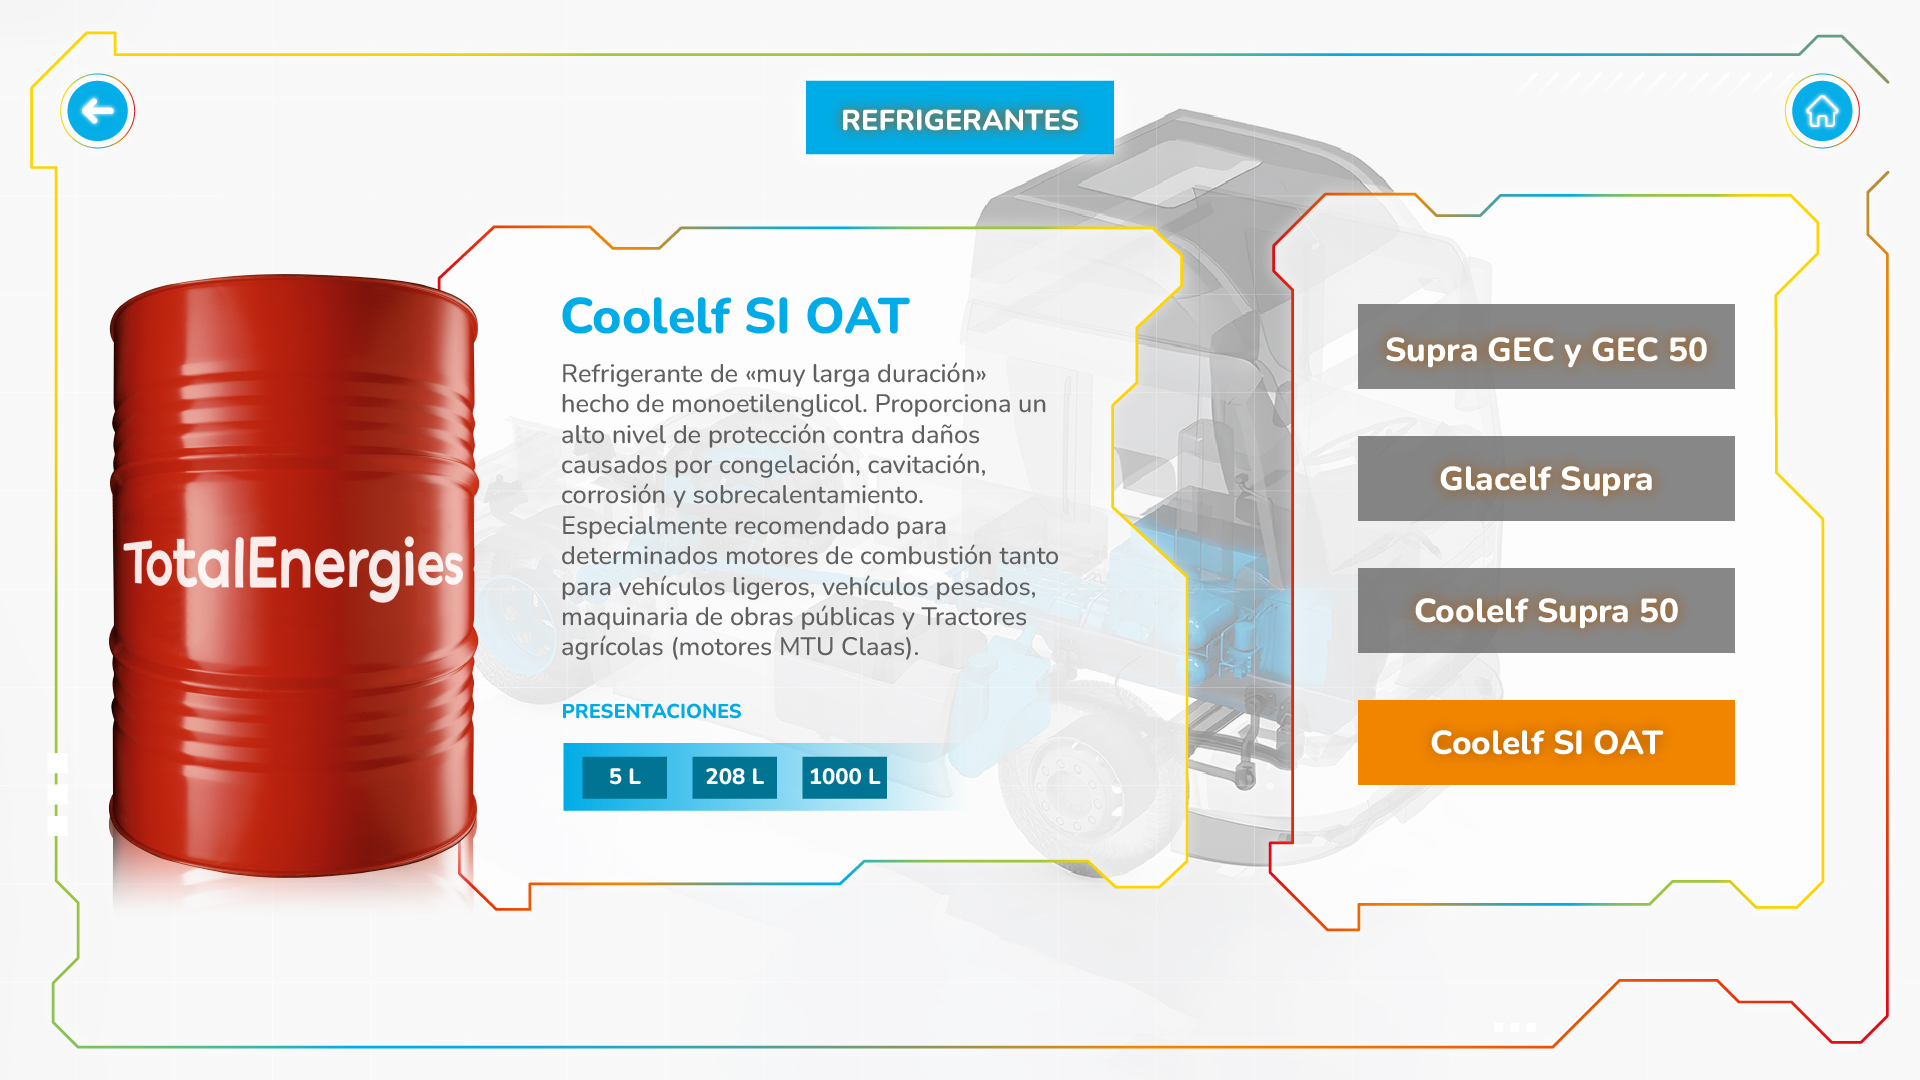 REFRIGERANTES
Coolelf SI OAT
Refrigerante de «muy larga duración»
hecho de monoetilenglicol. Proporciona un
alto nivel de protección contra daños
causados por congelación, cavitación,
corrosión y sobrecalentamiento.
Especialmente recomendado para
determinados motores de combustión tanto
para vehículos ligeros, vehículos pesados,
maquinaria de obras públicas y Tractores
agrícolas (motores MTU Claas).
PRESENTACIONES
5 L 208 L 1000 L
TotalEnergies
Supra GEC y GEC 50
Glacelf Supra
Coolelf Supra 50
Coolelf SI OAT